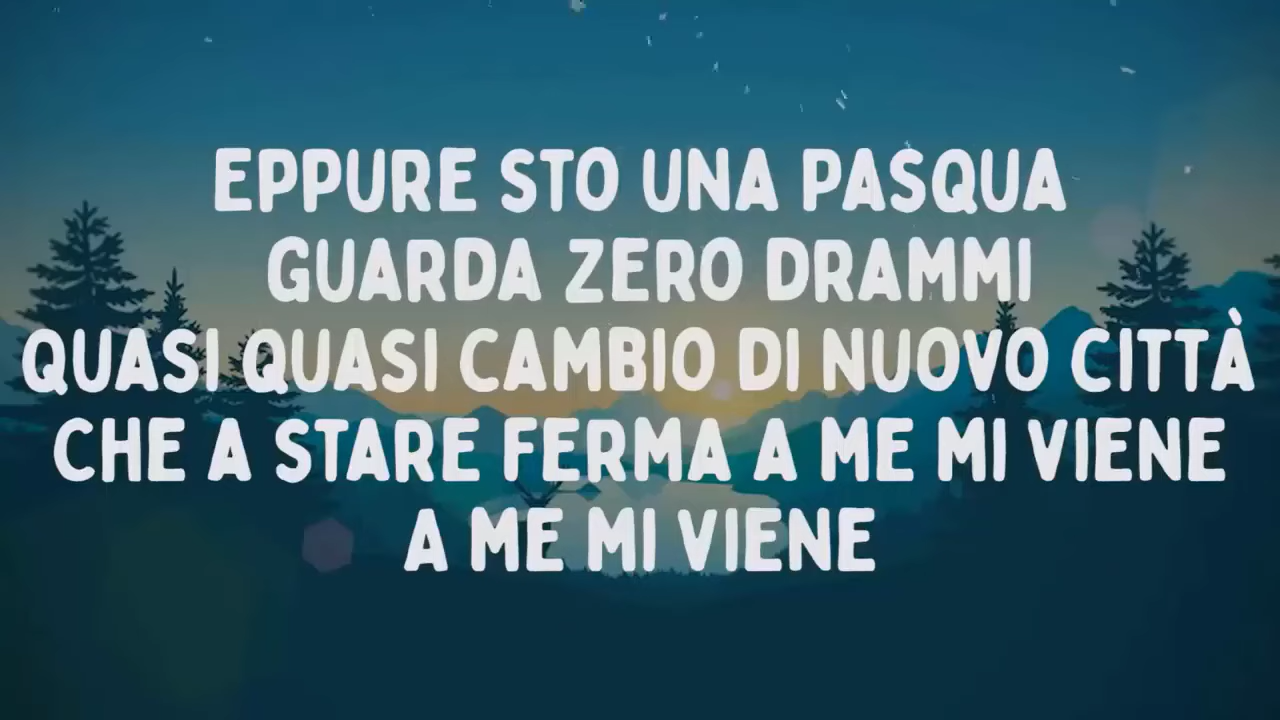 EPPURE STO UNA PASQUA
GUARDA ZERO DRAMMI
QUASI QUASI CAMBIO DI NUOVO CITTÀ
CHE A STARE FERMA A ME MI VIENE
A ME MI VIENE